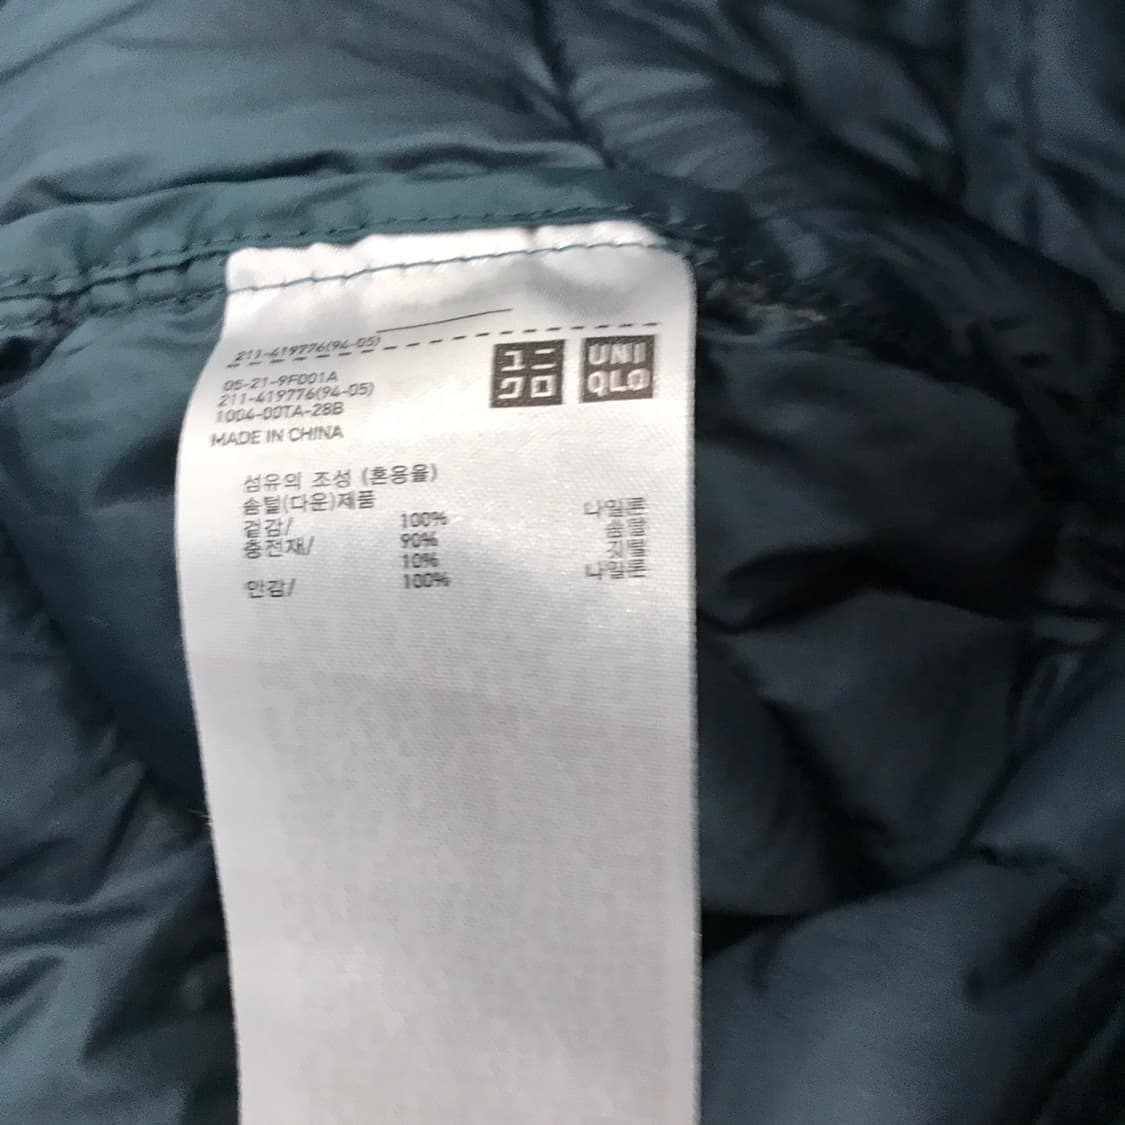 211-419776(94-05)
ユニ
クロ
UNI
QLO
05-21-9F001A
211-419776(94-05)
1004-00TA-28B
MADE IN CHINA
섬유의 조성 (혼용율)
솜털(다운)제품
겉감/ 100% 나일론
충전재/ 90% 솜털
10% 깃털
안감/ 100% 나일론